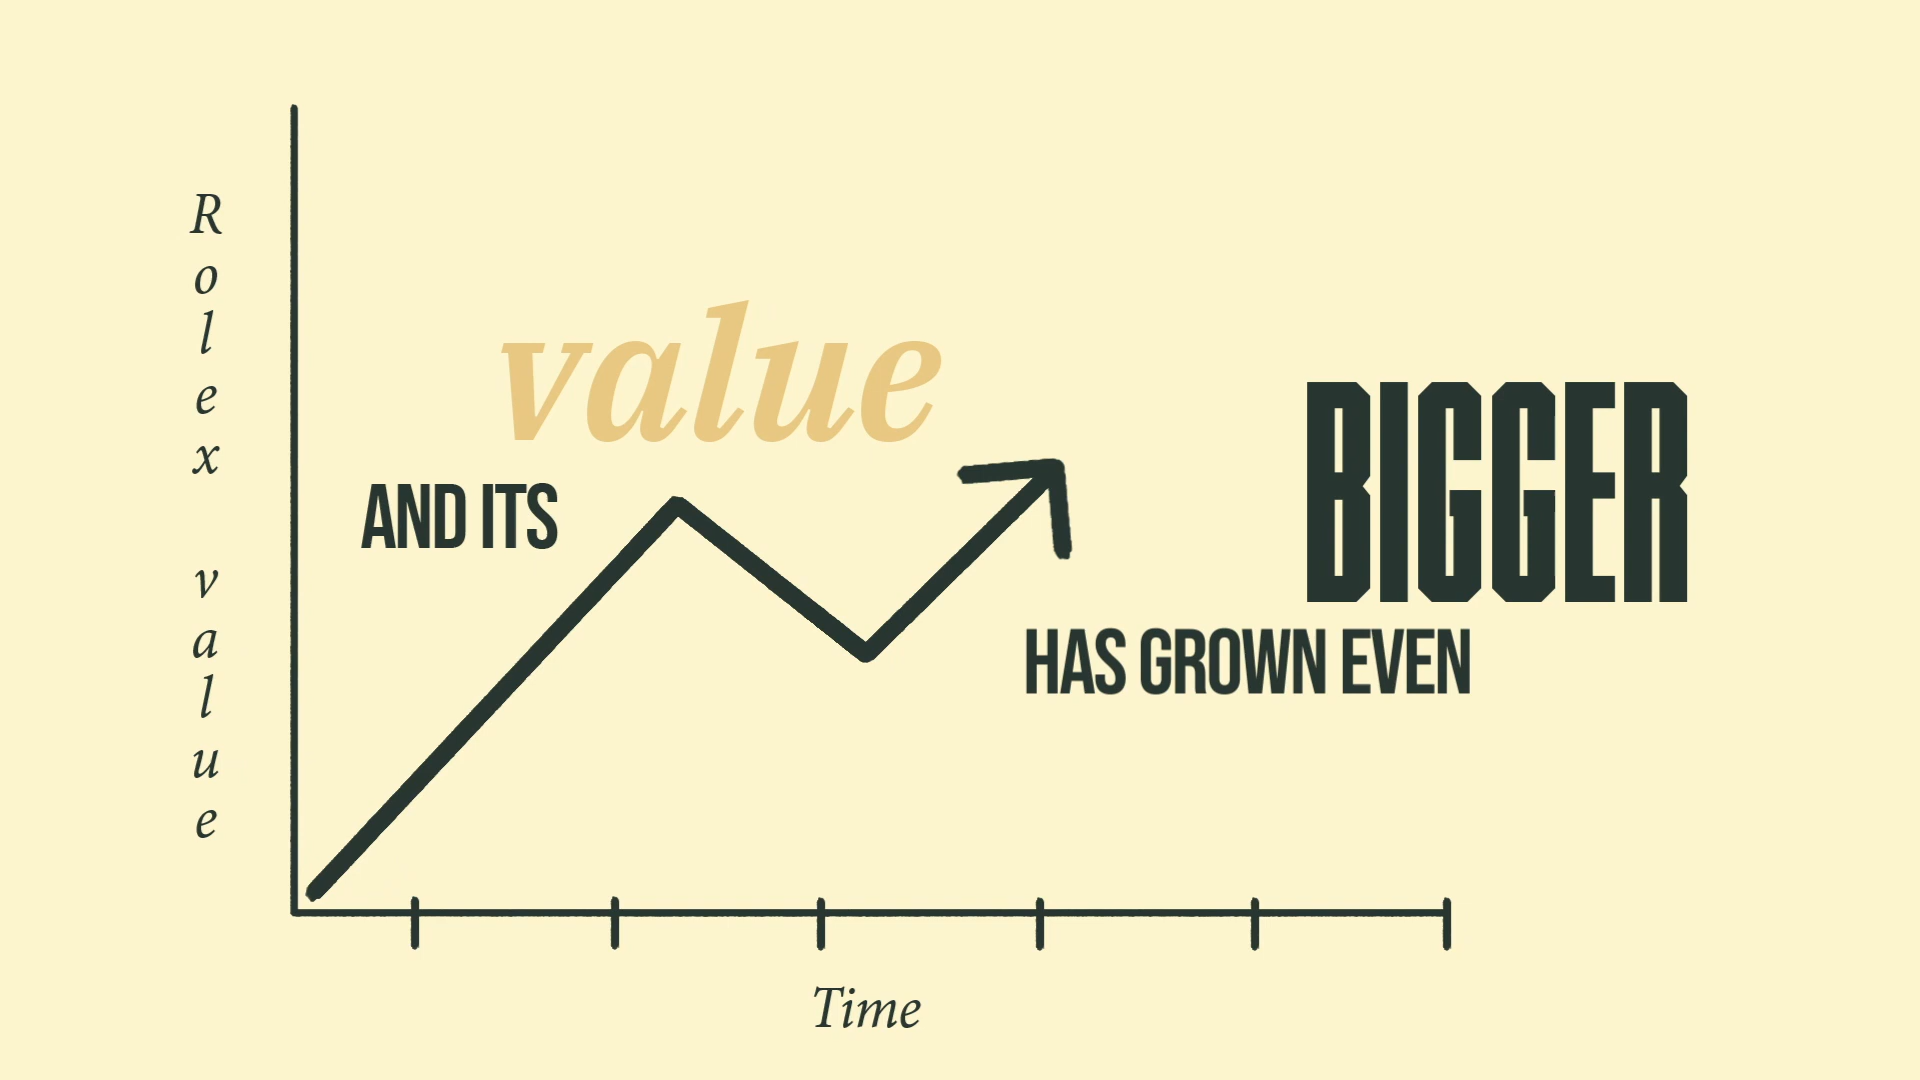 Rolex value
value
AND ITS
BIGGER
HAS GROWN EVEN
Time